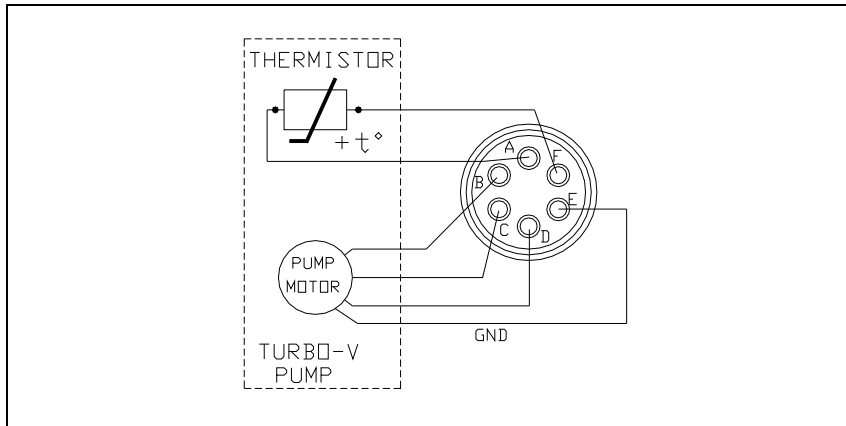 THERMISTOR
+t°
A
F
B
E
C
D
PUMP
MOTOR
GND
TURBO-V
PUMP